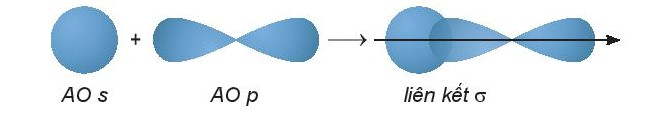 +
AO s AO p liên kết σ